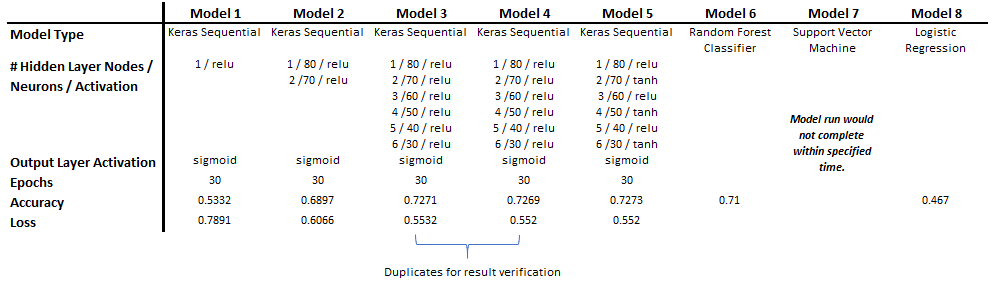 Model 1 Model 2 Model 3 Model 4 Model 5 Model 6 Model 7 Model 8
Model Type Keras Sequential Keras Sequential Keras Sequential Keras Sequential Keras Sequential Random Forest Support Vector Logistic
Classifier Machine Regression
# Hidden Layer Nodes / 1 / relu 1 / 80 / relu 1 / 80 / relu 1 / 80 / relu 1 / 80 / relu
Neurons / Activation 2 /70 / relu 2 /70 / relu 2 /70 / relu 2 /70 / tanh
3 /60 / relu 3 /60 / relu 3 /60 / relu
4 /50 / relu 4 /50 / relu 4 /50 / tanh
5 / 40 / relu 5 / 40 / relu 5 / 40 / relu
6 /30 / relu 6 /30 / relu 6 /30 / tanh
Model run would
not complete
within specified
time.
Output Layer Activation sigmoid sigmoid sigmoid sigmoid sigmoid
Epochs 30 30 30 30 30
Accuracy 0.5332 0.6897 0.7271 0.7269 0.7273 0.71 0.467
Loss 0.7891 0.6066 0.5532 0.552 0.552
Duplicates for result verification